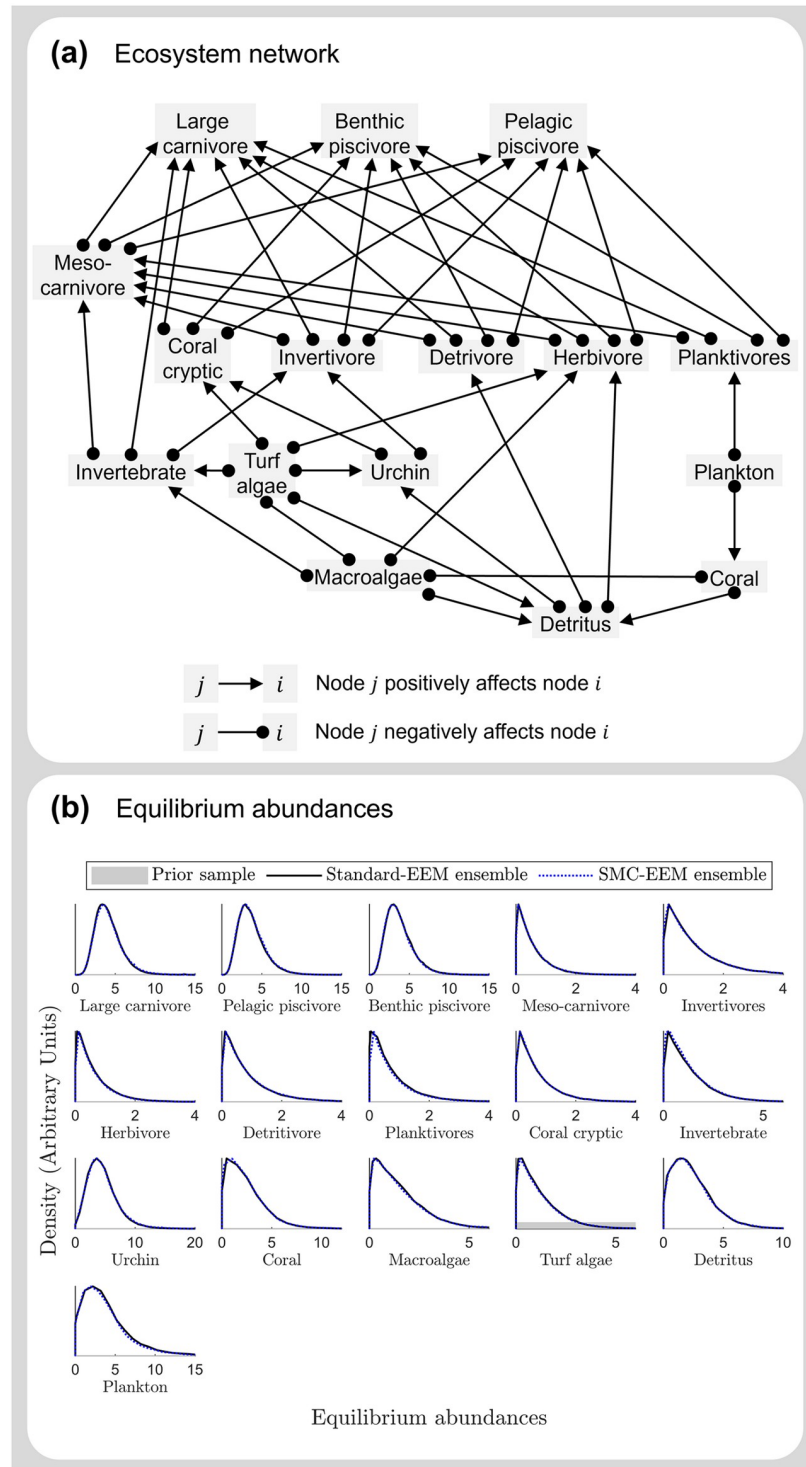 (a) Ecosystem network
Large
carnivore
Benthic
piscivore
Pelagic
piscivore
Meso-
carnivore
Coral
cryptic
Invertivore
Detrivore
Herbivore
Planktivores
Invertebrate
Turf
algae
Urchin
Plankton
Macroalgae
Coral
Detritus
j i Node j positively affects node i
j i Node j negatively affects node i
(b) Equilibrium abundances
Prior sample Standard-EEM ensemble SMC-EEM ensemble
Density (Arbitrary Units)
0 5 10 15
Large carnivore
0 5 10 15
Pelagic piscivore
0 5 10 15
Benthic piscivore
0 2 4
Meso-carnivore
0 2 4
Invertivores
0 2 4
Herbivore
0 2 4
Detritivore
0 2 4
Planktivores
0 2 4
Coral cryptic
0 5
Invertebrate
0 10 20
Urchin
0 5 10
Coral
0 5
Macroalgae
0 5
Turf algae
0 5 10
Detritus
0 5 10 15
Plankton
Equilibrium abundances